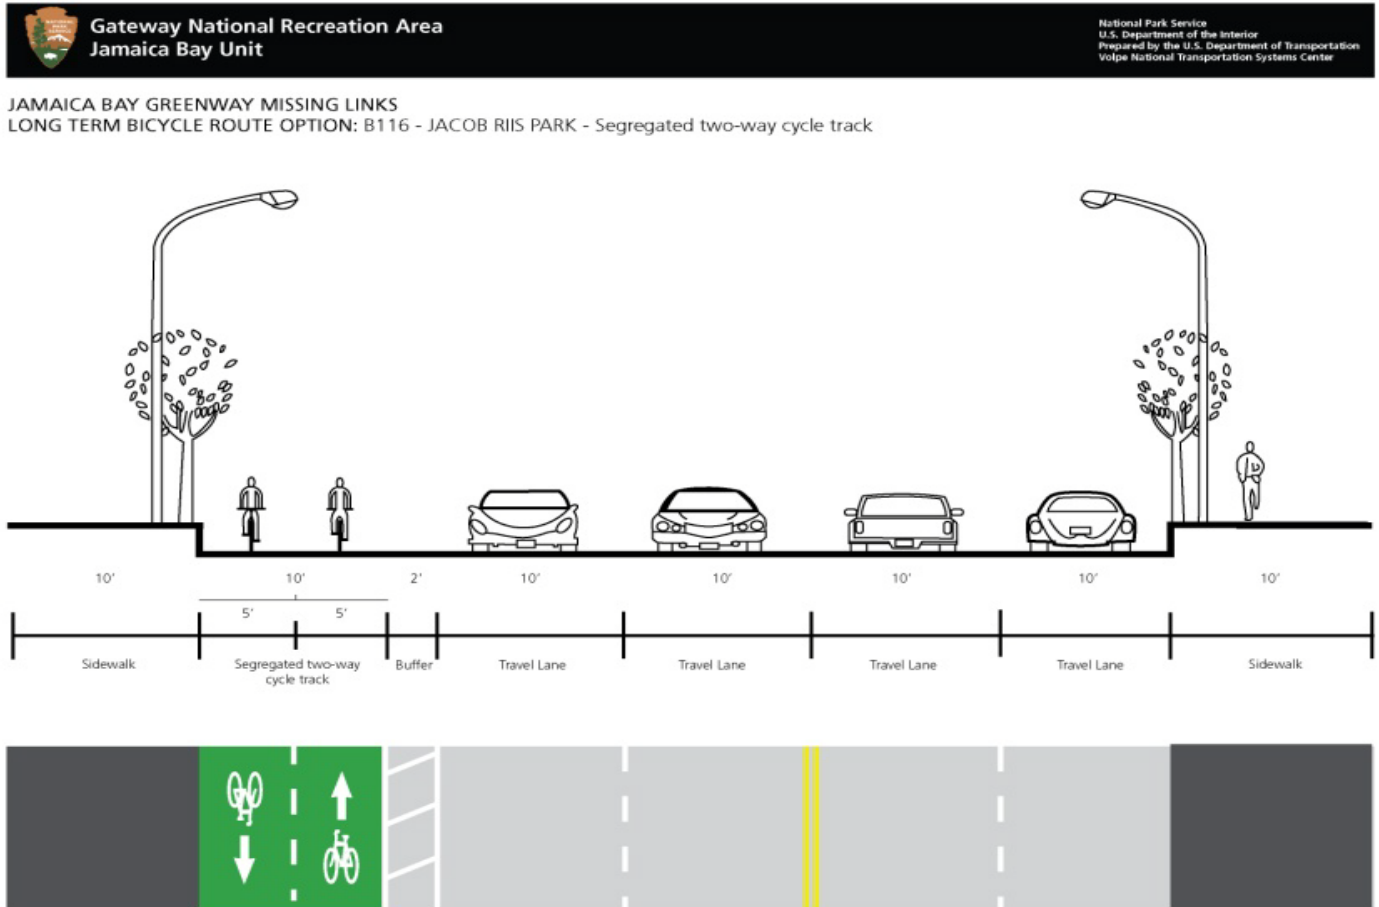 NATIONAL
PARK
SERVICE
Gateway National Recreation Area
Jamaica Bay Unit
National Park Service
U.S. Department of the Interior
Prepared by the U.S. Department of Transportation
Volpe National Transportation Systems Center
JAMAICA BAY GREENWAY MISSING LINKS
LONG TERM BICYCLE ROUTE OPTION: B116 - JACOB RIIS PARK - Segregated two-way cycle track
10' 10' 2' 10' 10' 10' 10' 10'
5' 5'
Sidewalk Segregated two-way Buffer Travel Lane Travel Lane Travel Lane Travel Lane Sidewalk
cycle track